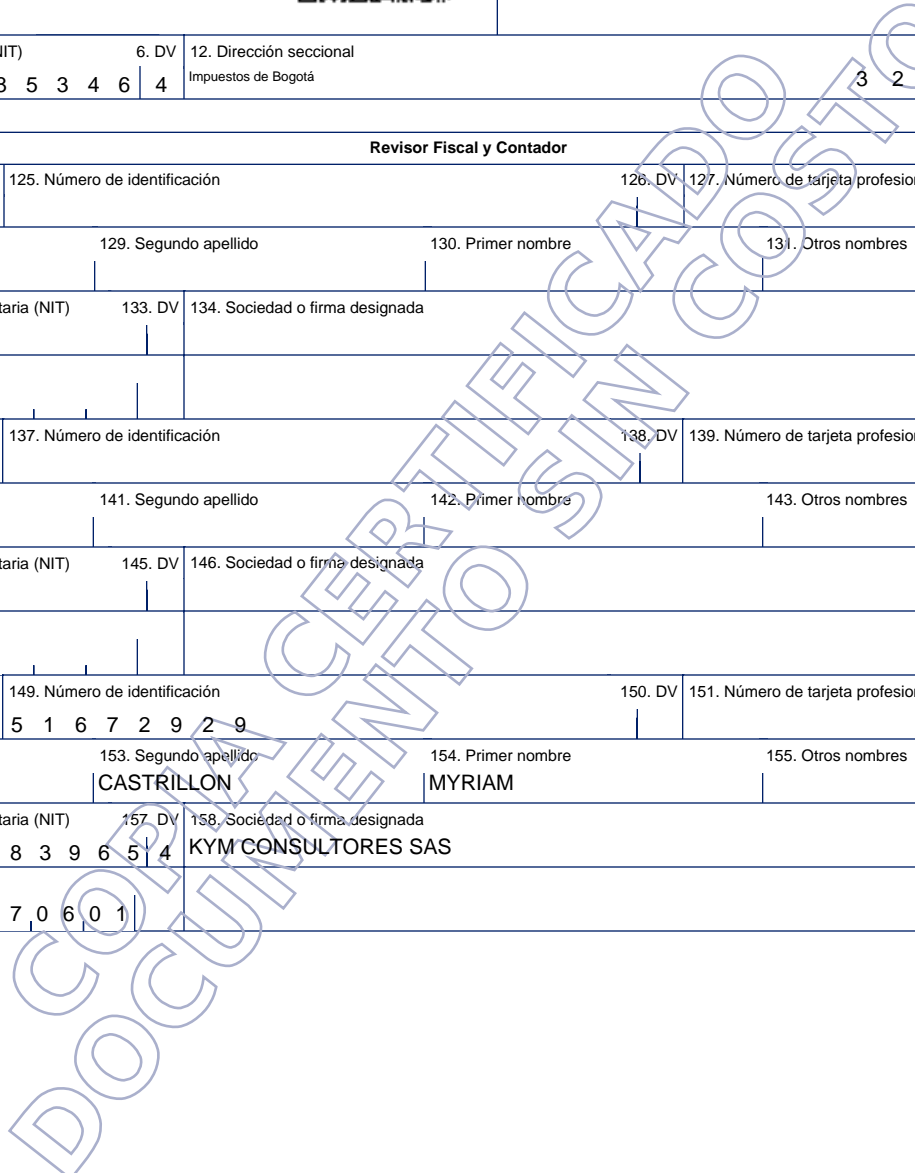 NIT) 6. DV 12. Dirección seccional
3 5 3 4 6 4 Impuestos de Bogotá 3 2
Revisor Fiscal y Contador
125. Número de identificación 126. DV 127. Número de tarjeta profesion
129. Segundo apellido 130. Primer nombre 131. Otros nombres
taria (NIT) 133. DV 134. Sociedad o firma designada
137. Número de identificación 138. DV 139. Número de tarjeta profesion
141. Segundo apellido 142. Primer nombre 143. Otros nombres
taria (NIT) 145. DV 146. Sociedad o firma designada
149. Número de identificación 150. DV 151. Número de tarjeta profesion
5 1 6 7 2 9 2 9
153. Segundo apellido 154. Primer nombre 155. Otros nombres
CASTRILLON MYRIAM
taria (NIT) 157. DV 158. Sociedad o firma designada
8 3 9 6 5 4 KYM CONSULTORES SAS
7 0 6 0 1
COPIA CERTIFICADO
DOCUMENTO SIN COSTO